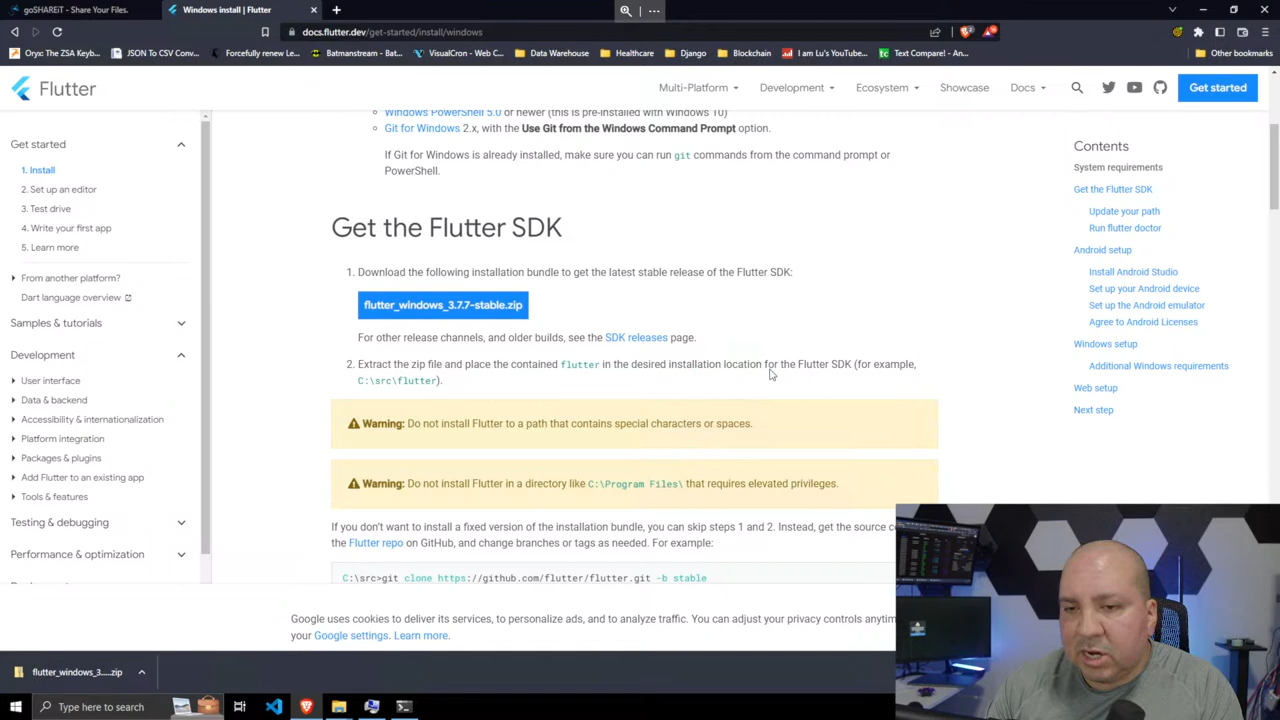 goSHAREiT - Share Your Files.
Windows install | Flutter
docs.flutter.dev/get-started/install/windows
Oryx: The ZSA Keyb...
JSON To CSV Conv...
Forcefully renew Le...
Batmanstream - Bat...
VisualCron - Web C...
Data Warehouse
Healthcare
Django
Blockchain
I am Lu's YouTube...
Text Compare! - An...
Other bookmarks
Flutter
Multi-Platform
Development
Ecosystem
Showcase
Docs
Get started
Get started
1. Install
2. Set up an editor
3. Test drive
4. Write your first app
5. Learn more
From another platform?
Dart language overview
Samples & tutorials
Development
User interface
Data & backend
Accessibility & internationalization
Platform integration
Packages & plugins
Add Flutter to an existing app
Tools & features
Testing & debugging
Performance & optimization
Windows PowerShell 5.0 or newer (this is pre-installed with Windows 10)
Git for Windows 2.x, with the Use Git from the Windows Command Prompt option.
If Git for Windows is already installed, make sure you can run git commands from the command prompt or
PowerShell.
Get the Flutter SDK
1. Download the following installation bundle to get the latest stable release of the Flutter SDK:
flutter_windows_3.7.7-stable.zip
For other release channels, and older builds, see the SDK releases page.
2. Extract the zip file and place the contained flutter in the desired installation location for the Flutter SDK (for example,
C:\src\flutter).
Warning: Do not install Flutter to a path that contains special characters or spaces.
Warning: Do not install Flutter in a directory like C:\Program Files\ that requires elevated privileges.
If you don't want to install a fixed version of the installation bundle, you can skip steps 1 and 2. Instead, get the source co
the Flutter repo on GitHub, and change branches or tags as needed. For example:
C:\src>git clone https://github.com/flutter/flutter.git -b stable
Contents
System requirements
Get the Flutter SDK
Update your path
Run flutter doctor
Android setup
Install Android Studio
Set up your Android device
Set up the Android emulator
Agree to Android Licenses
Windows setup
Additional Windows requirements
Web setup
Next step
Google uses cookies to deliver its services, to personalize ads, and to analyze traffic. You can adjust your privacy controls anytim
your Google settings. Learn more.
flutter_windows_3....zip
Type here to search